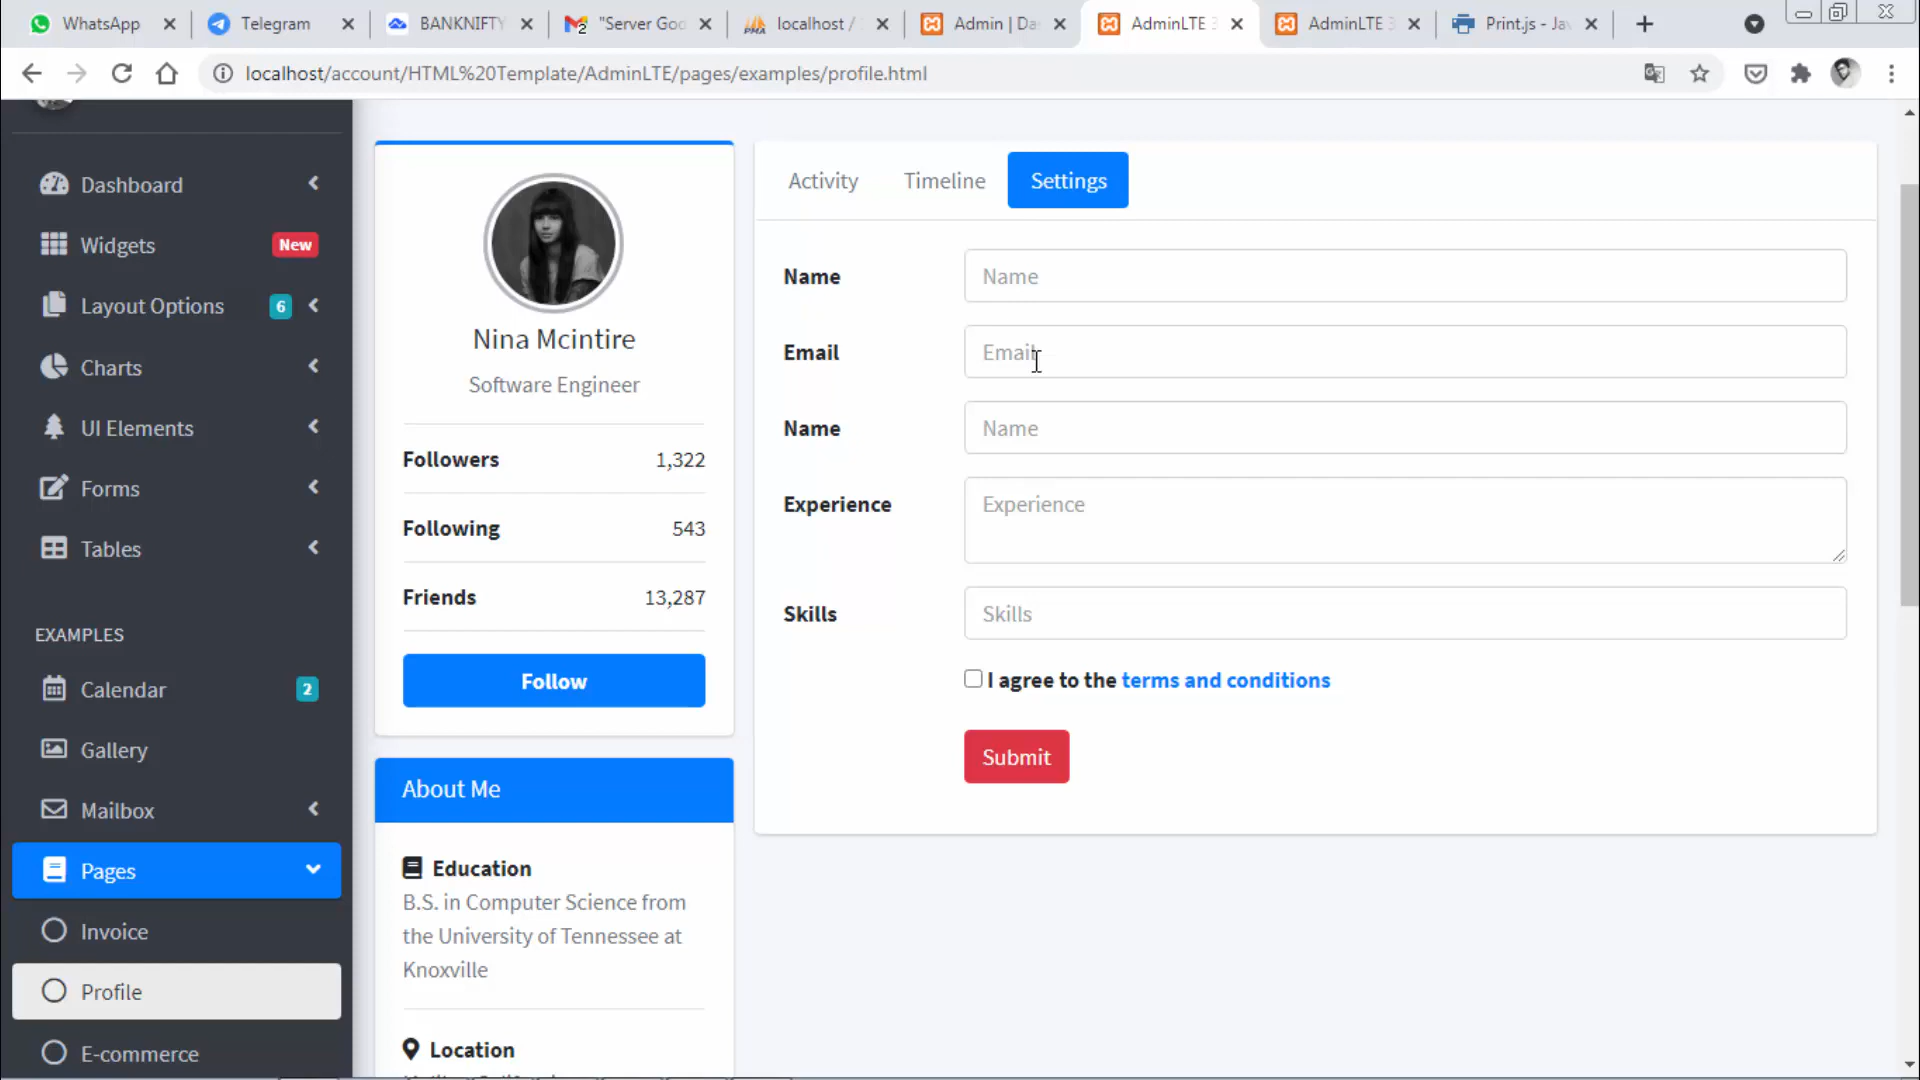 WhatsApp
Telegram
BANKNIFTY
"Server Goo
localhost /
Admin | Da
AdminLTE 3
AdminLTE 3
Print.js - Jav
localhost/account/HTML%20Template/AdminLTE/pages/examples/profile.html
Dashboard
Widgets New
Layout Options 6
Charts
UI Elements
Forms
Tables
EXAMPLES
Calendar 2
Gallery
Mailbox
Pages
Invoice
Profile
E-commerce
Nina Mcintire
Software Engineer
Followers 1,322
Following 543
Friends 13,287
Follow
About Me
Education
B.S. in Computer Science from
the University of Tennessee at
Knoxville
Location
Activity Timeline Settings
Name Name
Email Email
Name Name
Experience Experience
Skills Skills
I agree to the terms and conditions
Submit